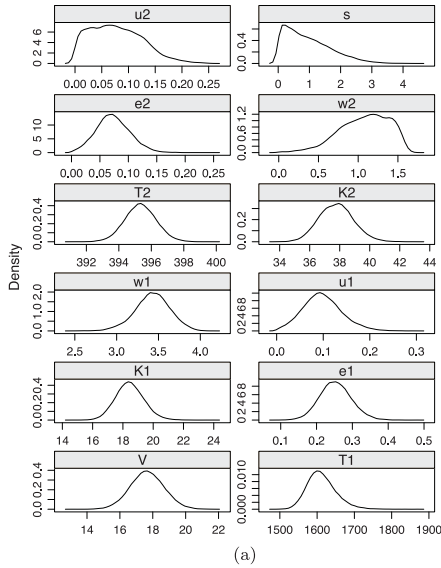 u2 s
0 2 4 6 0.0 0.4
0.00 0.05 0.10 0.15 0.20 0.25 0 1 2 3 4
e2 w2
0 5 10 0.0 0.6 1.2
0.00 0.05 0.10 0.15 0.20 0.25 0.0 0.5 1.0 1.5
T2 K2
0.0 0.2 0.4 0.0 0.2
392 394 396 398 400 34 36 38 40 42 44
Density
w1 u1
0.0 1.0 2.0 0 2 4 6 8
2.5 3.0 3.5 4.0 0.0 0.1 0.2 0.3
K1 e1
0.0 0.2 0.4 0 2 4 6 8
14 16 18 20 22 24 0.1 0.2 0.3 0.4 0.5
V T1
0.0 0.2 0.4 0.000 0.010
14 16 18 20 22 1500 1600 1700 1800 1900
(a)